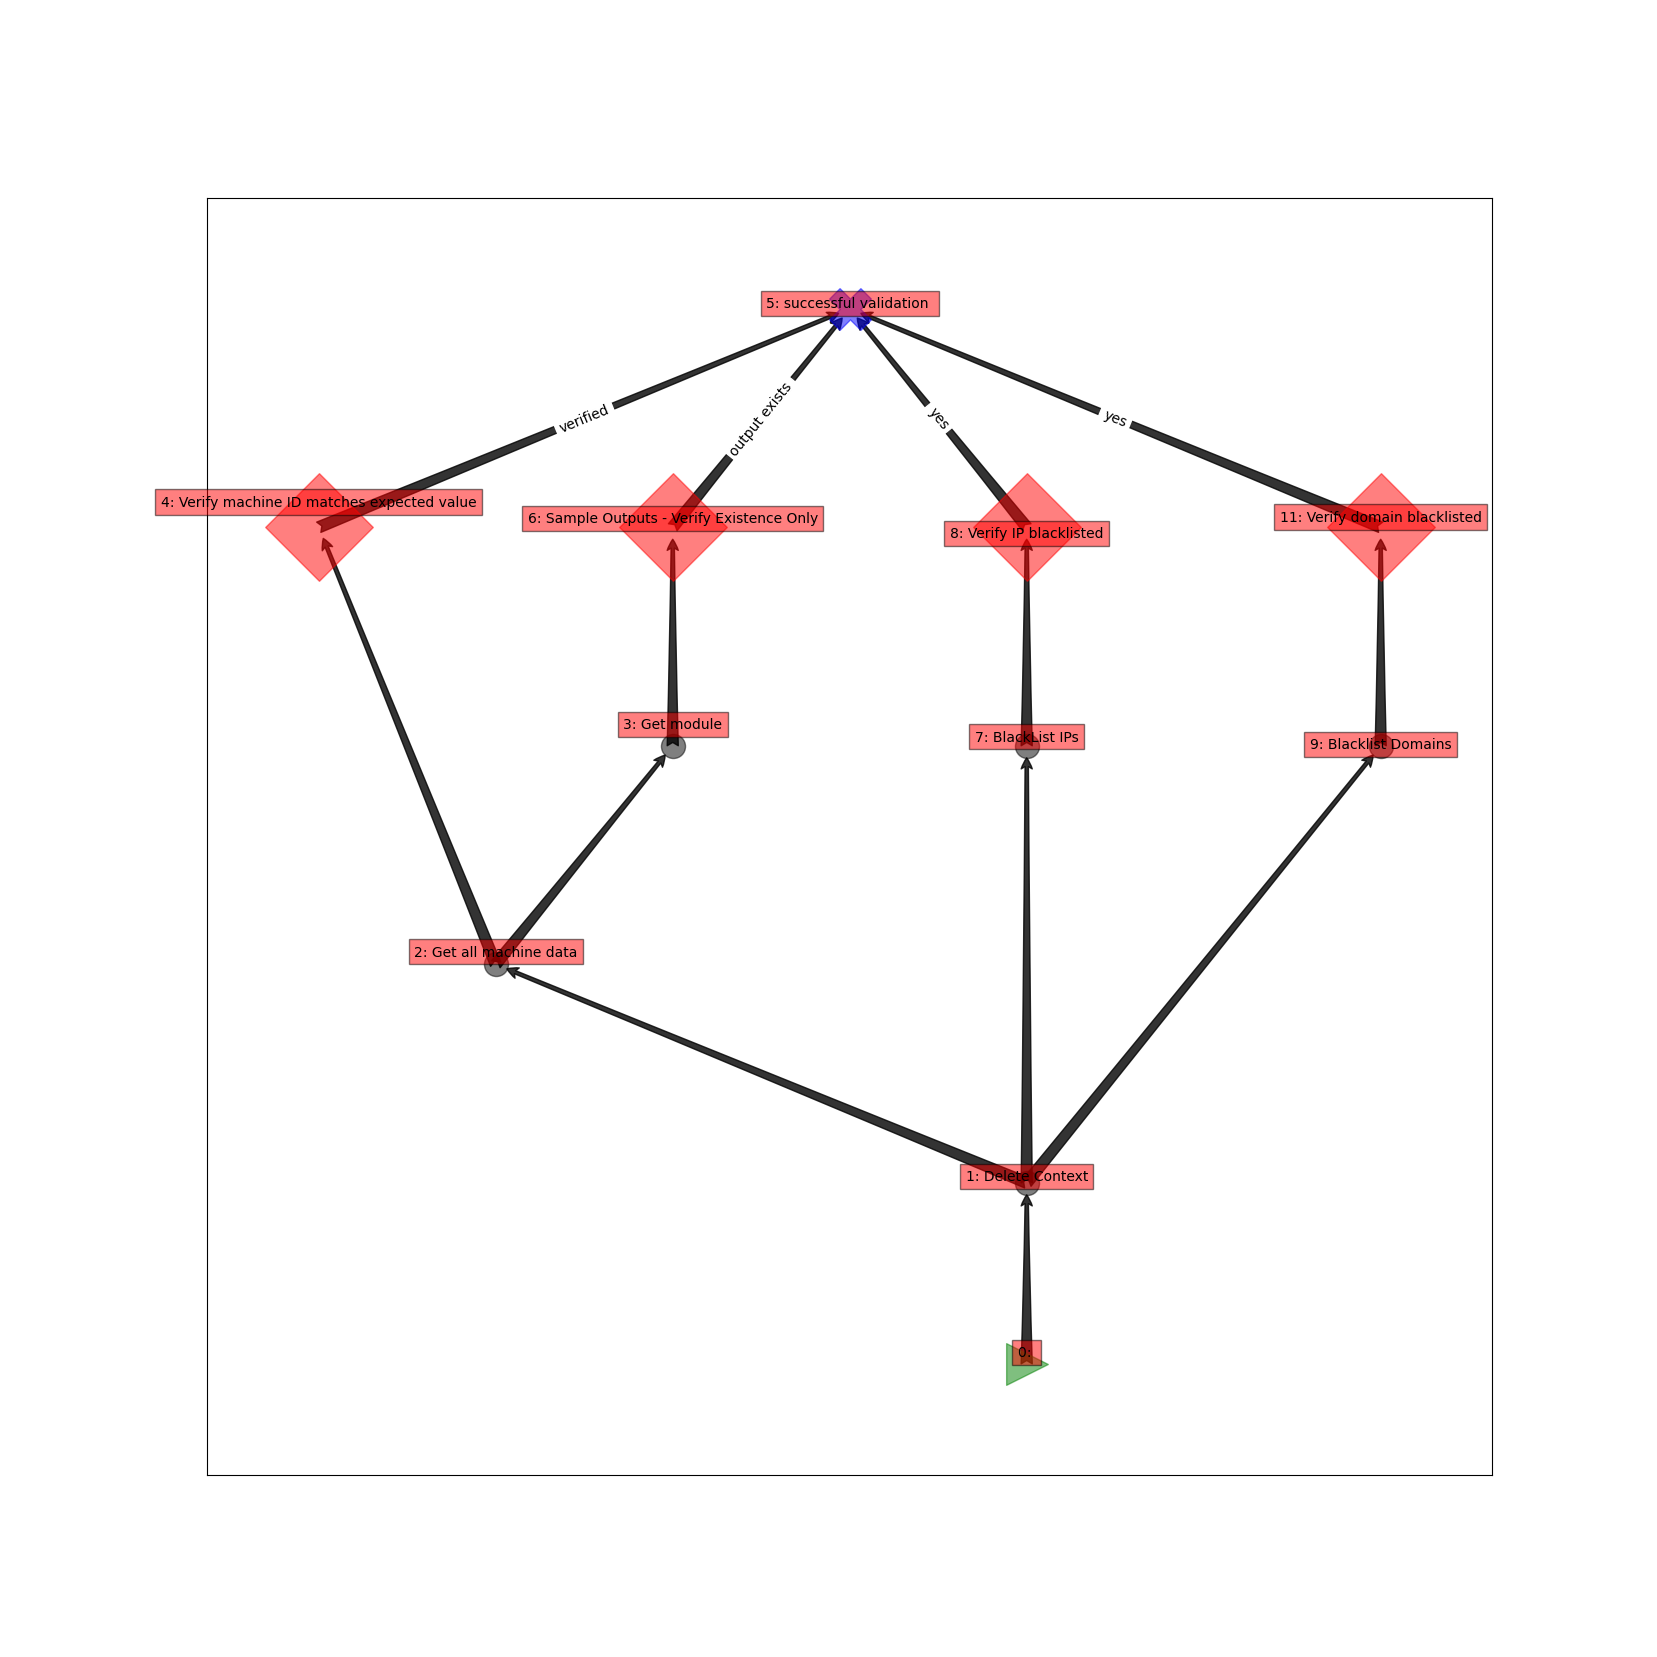 5: successful validation
verified
output exists
yes
yes
4: Verify machine ID matches expected value
6: Sample Outputs - Verify Existence Only
8: Verify IP blacklisted
11: Verify domain blacklisted
3: Get module
7: BlackList IPs
9: Blacklist Domains
2: Get all machine data
1: Delete Context
0: